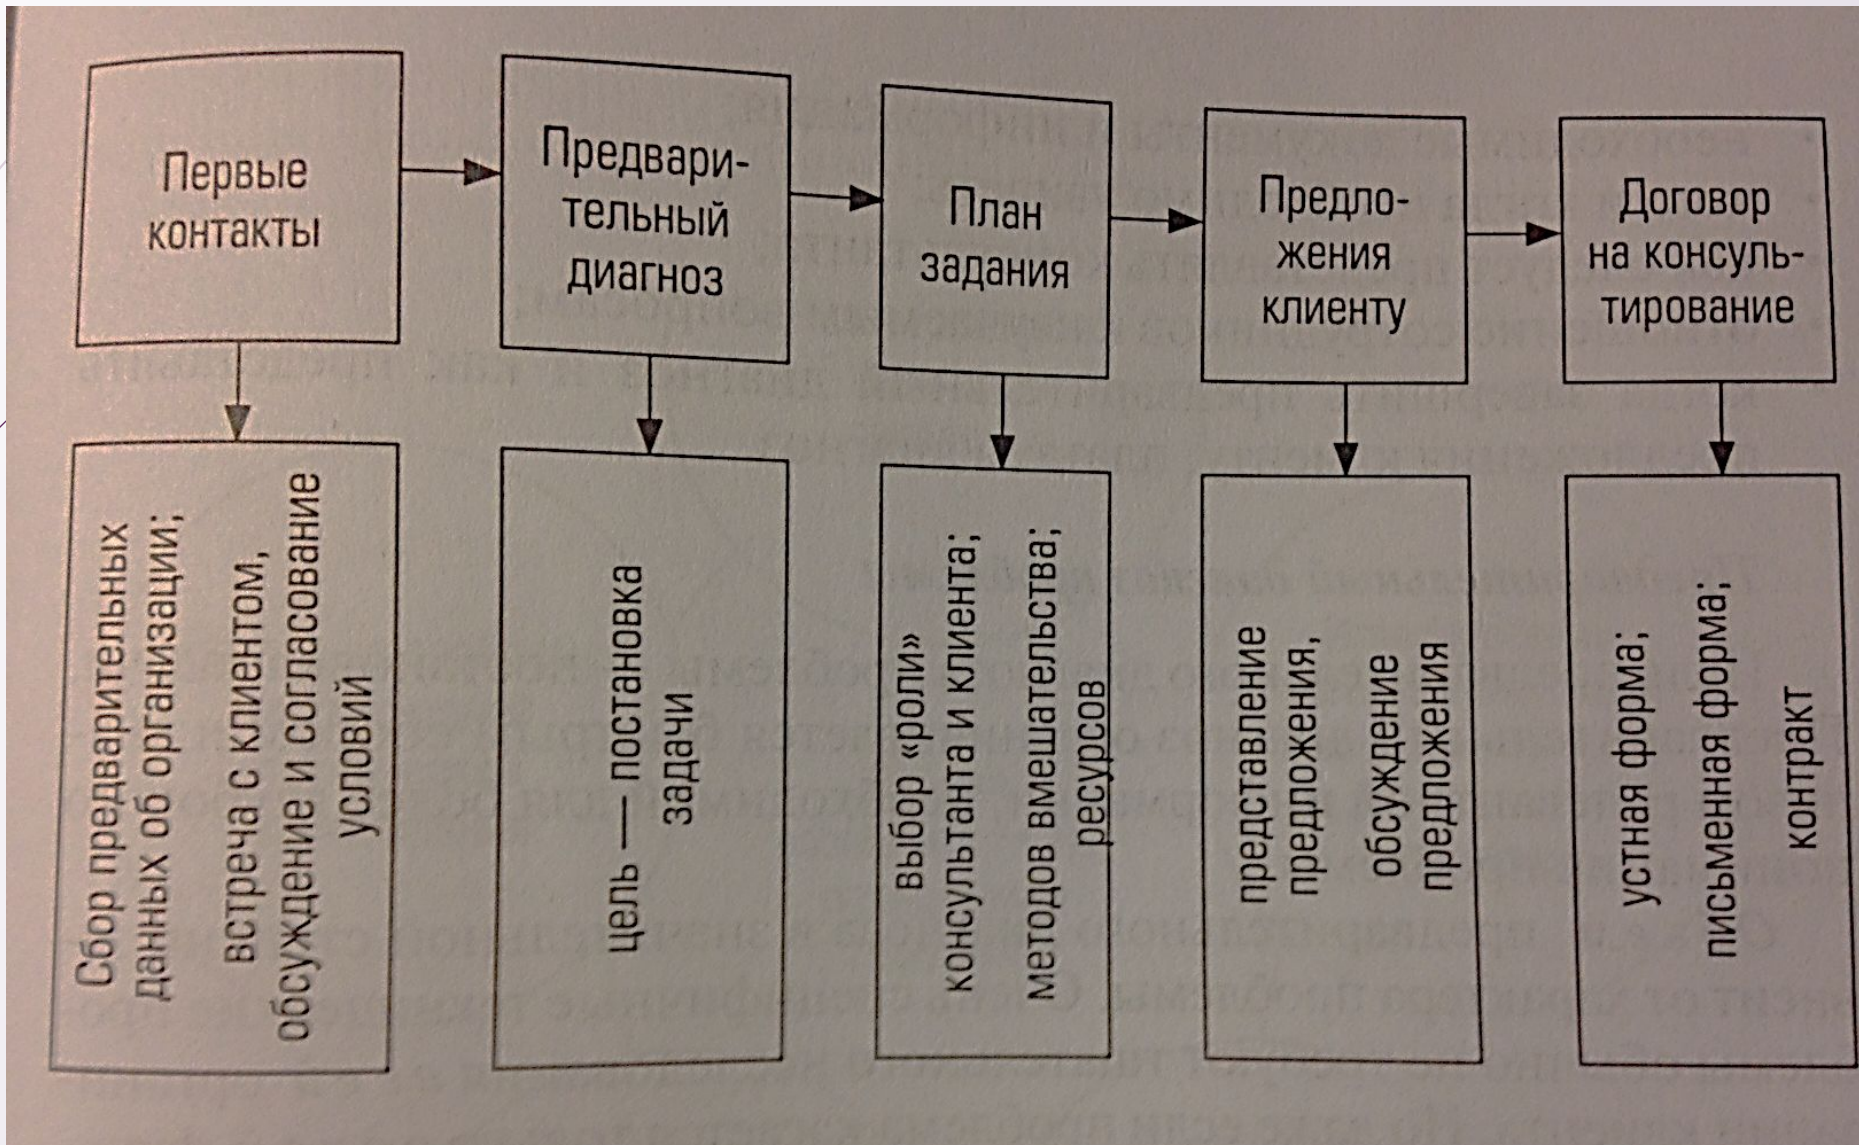 Первые
контакты
Предвари-
тельный
диагноз
План
задания
Предло-
жения
клиенту
Договор
на консуль-
тирование
Сбор предварительных
данных об организации;
встреча с клиентом,
обсуждение и согласование
условий
цель — постановка
задачи
выбор «роли»
консультанта и клиента;
методов вмешательства;
ресурсов
представление
предложения,
обсуждение
предложения
устная форма;
письменная форма;
контракт